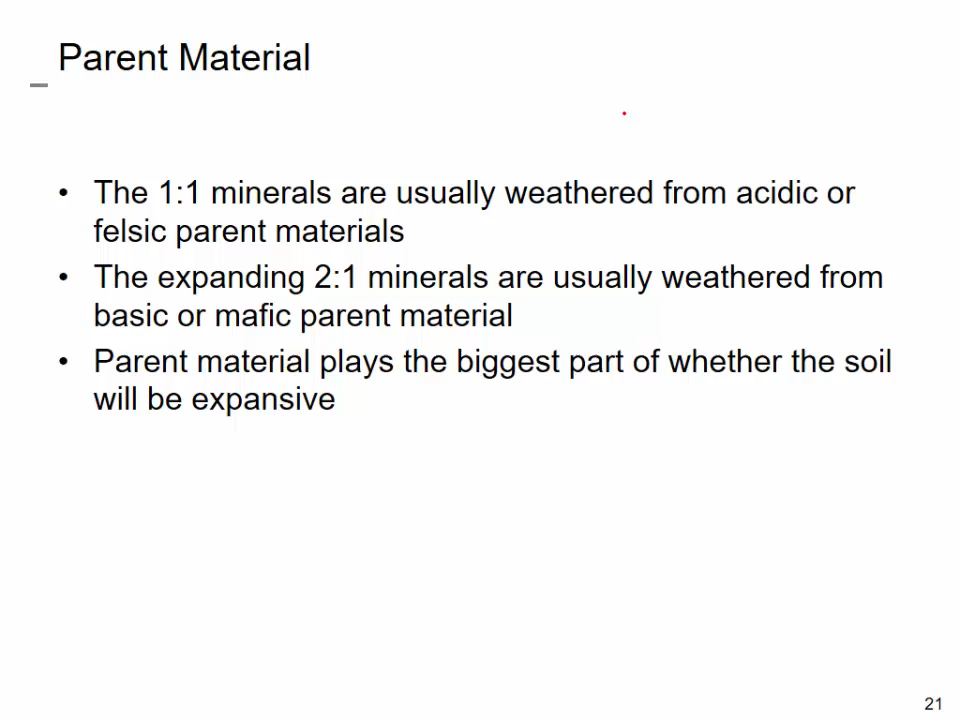 Parent Material
• The 1:1 minerals are usually weathered from acidic or
felsic parent materials
• The expanding 2:1 minerals are usually weathered from
basic or mafic parent material
• Parent material plays the biggest part of whether the soil
will be expansive
21